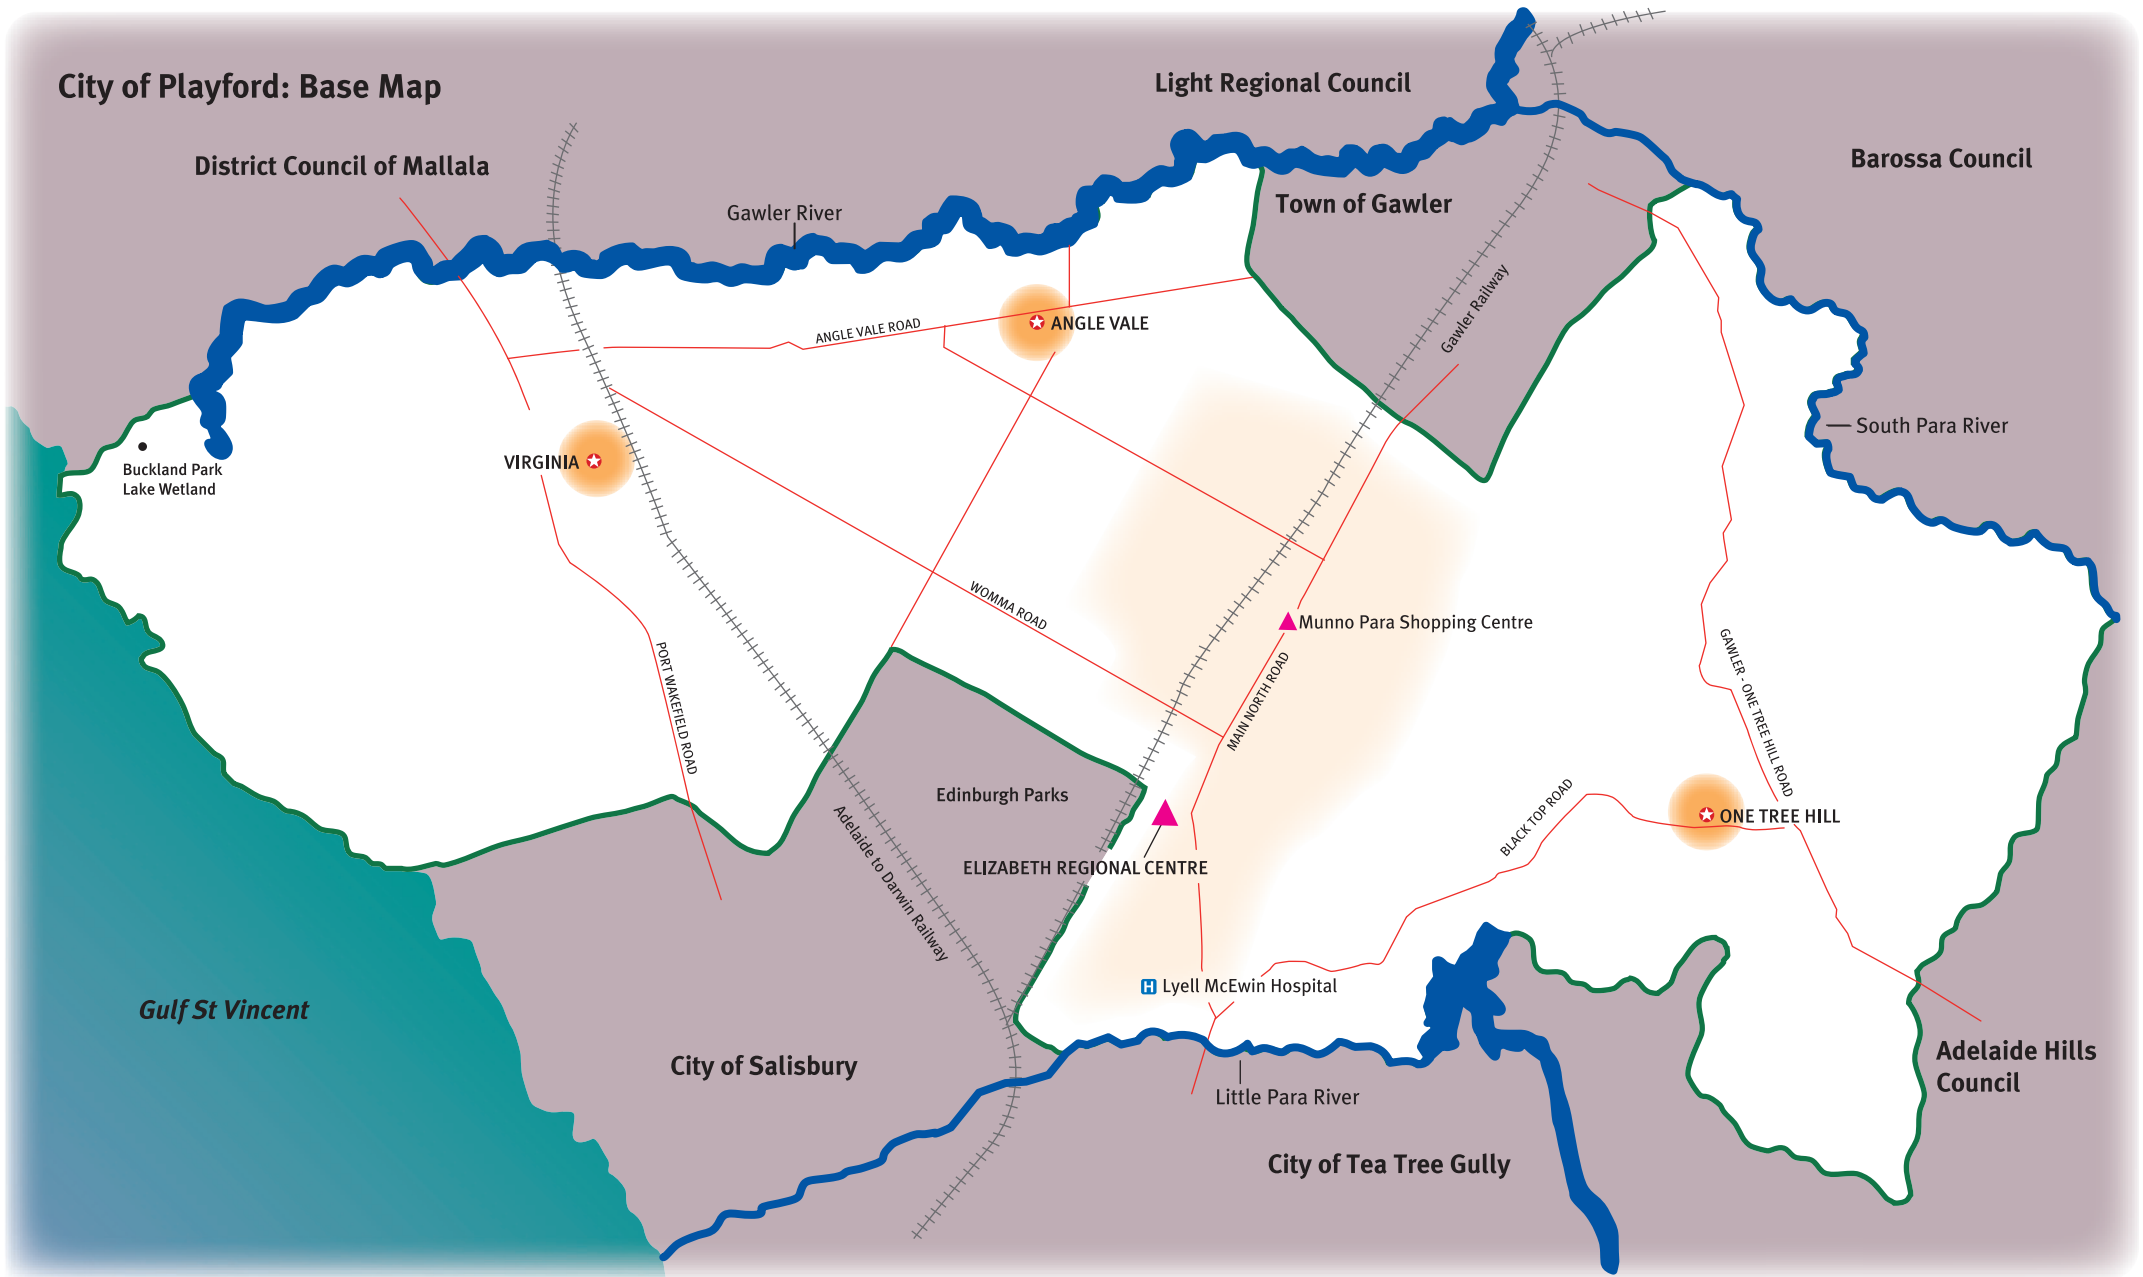 City of Playford: Base Map
Light Regional Council
District Council of Mallala
Barossa Council
Gawler River
Town of Gawler
Gawler Railway
ANGLE VALE ROAD
ANGLE VALE
South Para River
VIRGINIA
Buckland Park
Lake Wetland
WOMMA ROAD
Munno Para Shopping Centre
PORT WAKEFIELD ROAD
MAIN NORTH ROAD
GAWLER - ONE TREE HILL ROAD
Edinburgh Parks
BLACK TOP ROAD
ONE TREE HILL
Adelaide to Darwin Railway
ELIZABETH REGIONAL CENTRE
H Lyell McEwin Hospital
Gulf St Vincent
City of Salisbury
Adelaide Hills
Council
Little Para River
City of Tea Tree Gully